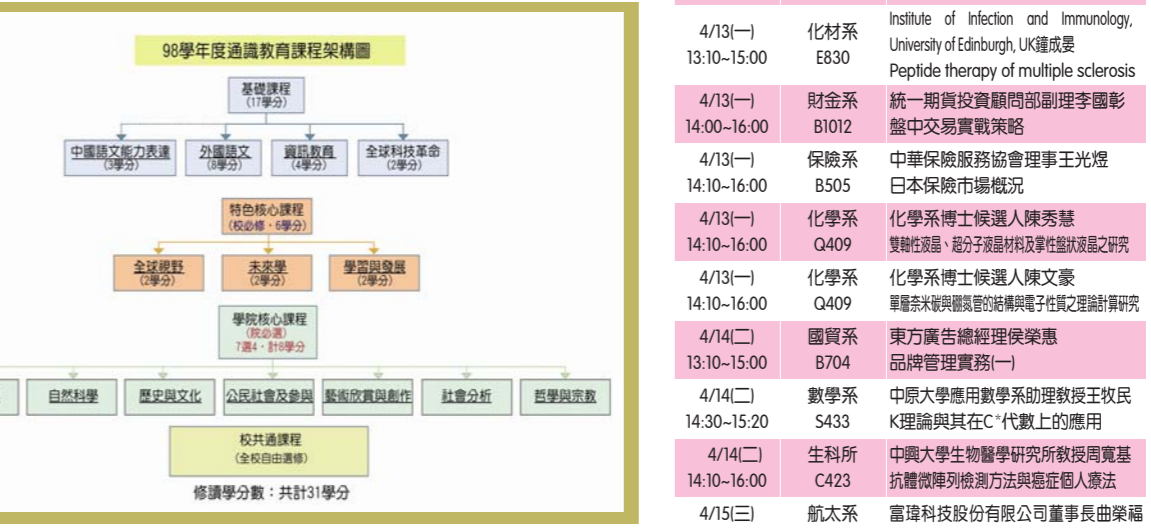 98學年度通識教育課程架構圖
基礎課程
(17學分)
中國語文能力表達
(3學分)
外國語文
(8學分)
資訊教育
(4學分)
全球科技革命
(2學分)
特色核心課程
(校必修，6學分)
全球視野
(2學分)
未來學
(2學分)
學習與發展
(2學分)
學院核心課程
(院必選)
7選4，計8學分
自然科學
歷史與文化
公民社會及參與
藝術欣賞與創作
社會分析
哲學與宗教
校共通課程
(全校自由選修)
修讀學分數：共計31學分
4/13(一) 化材系 Institute of Infection and Immunology,
13:10~15:00 E830 University of Edinburgh, UK鐘成晏
Peptide therapy of multiple sclerosis
4/13(一) 財金系 統一期貨投資顧問部副理李國彰
14:00~16:00 B1012 盤中交易實戰策略
4/13(一) 保險系 中華保險服務協會理事王光煜
14:10~16:00 B505 日本保險市場概況
4/13(一) 化學系 化學系博士候選人陳秀慧
14:10~16:00 Q409 雙軸性液晶、超分子液晶材料及掌性盤狀液晶之研究
4/13(一) 化學系 化學系博士候選人陳文豪
14:10~16:00 Q409 單層奈米碳與硼氮管的結構與電子性質之理論計算研究
4/14(二) 國貿系 東方廣告總經理侯榮惠
13:10~15:00 B704 品牌管理實務(一)
4/14(二) 數學系 中原大學應用數學系助理教授王牧民
14:30~15:20 S433 K理論與其在C*代數上的應用
4/14(二) 生科所 中興大學生物醫學研究所教授周寬基
14:10~16:00 C423 抗體微陣列檢測方法與癌症個人療法
4/15(三) 航太系 富瑋科技股份有限公司董事長曲榮福